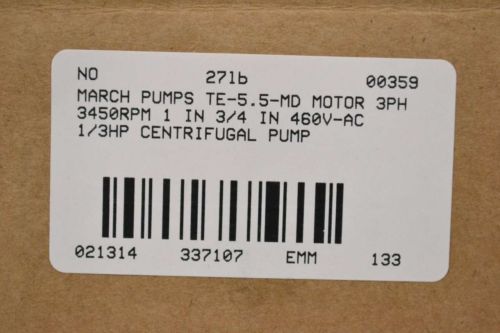 NO 27lb 00359
MARCH PUMPS TE-5.5-MD MOTOR 3PH
3450RPM 1 IN 3/4 IN 460V-AC
1/3HP CENTRIFUGAL PUMP
021314 337107 EMM 133